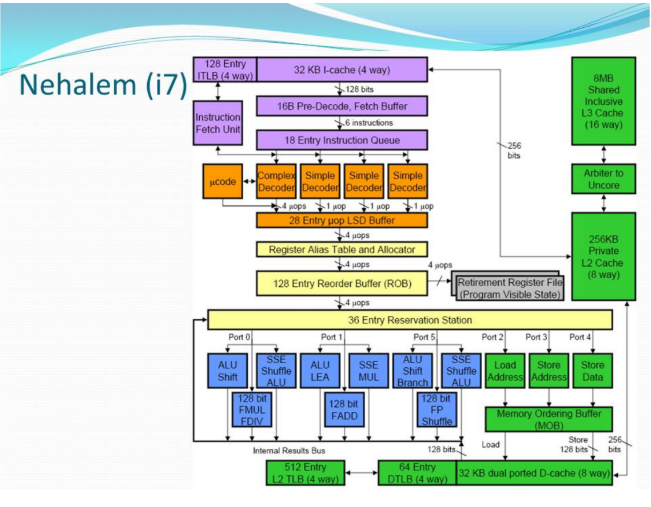 Nehalem (i7)
128 Entry
ITLB (4 way)
32 KB I-cache (4 way)
128 bits
16B Pre-Decode, Fetch Buffer
Instruction
Fetch Unit
6 instructions
18 Entry Instruction Queue
µcode
Complex
Decoder
Simple
Decoder
Simple
Decoder
Simple
Decoder
4 µops
1 µop
1 µop
1 µop
28 Entry µop LSD Buffer
4 µops
Register Alias Table and Allocator
4 µops
128 Entry Reorder Buffer (ROB)
4 µops
Retirement Register File
(Program Visible State)
4 µops
36 Entry Reservation Station
256
bits
8MB
Shared
Inclusive
L3 Cache
(16 way)
Arbiter to
Uncore
256KB
Private
L2 Cache
(8 way)
Port 0
Port 1
Port 5
Port 2
Port 3
Port 4
ALU
Shift
SSE
Shuffle
ALU
ALU
LEA
SSE
MUL
ALU
Shift
Branch
SSE
Shuffle
ALU
Load
Address
Store
Address
Store
Data
128 bit
FMUL
FDIV
128 bit
FADD
128 bit
FP
Shuffle
Memory Ordering Buffer
(MOB)
Internal Results Bus
128 bits
Load
Store
128 bits
256
bits
512 Entry
L2 TLB (4 way)
64 Entry
DTLB (4 way)
32 KB dual ported D-cache (8 way)